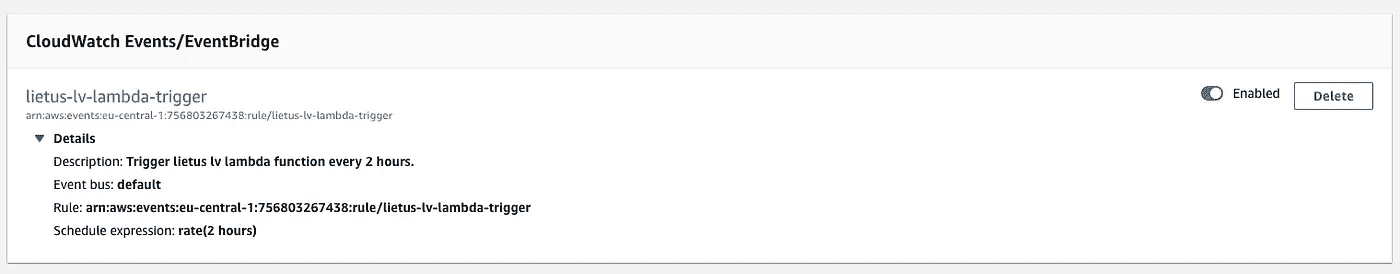 CloudWatch Events/EventBridge
lietus-lv-lambda-trigger
Enabled
Delete
arn:aws:events:eu-central-1:756803267438:rule/lietus-lv-lambda-trigger
Details
Description: Trigger lietus lv lambda function every 2 hours.
Event bus: default
Rule: arn:aws:events:eu-central-1:756803267438:rule/lietus-lv-lambda-trigger
Schedule expression: rate(2 hours)